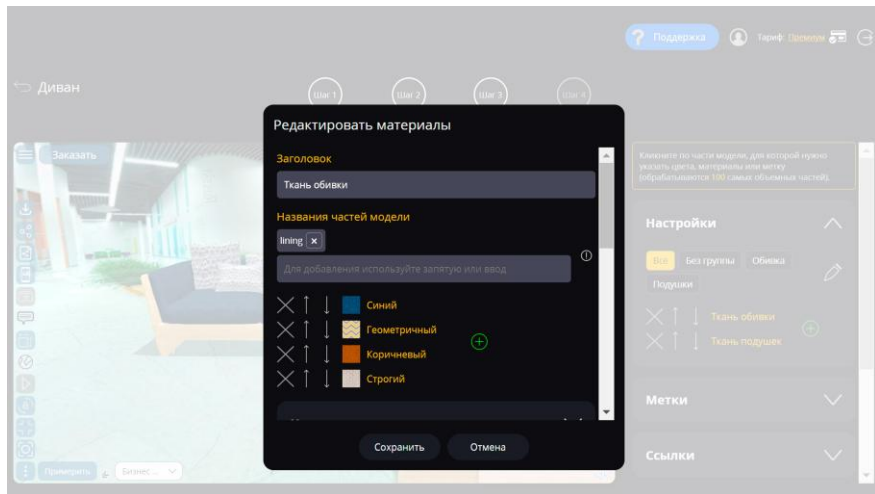 ? Поддержка
Тариф: Премиум
Диван
Шаг 1
Шаг 2
Шаг 3
Шаг 4
Заказать
Кликните по части модели, для которой нужно
указать цвета, материалы или метку
(обрабатываются 100 самых объемных частей).
Редактировать материалы
Заголовок
Ткань обивки
Названия частей модели
lining
Для добавления используйте запятую или ввод
Синий
Геометричный
Коричневый
Строгий
Сохранить
Отмена
Настройки
Все
Без группы
Обивка
Подушки
Ткань обивки
Ткань подушек
Метки
Ссылки
Примерить
Бизнес ...